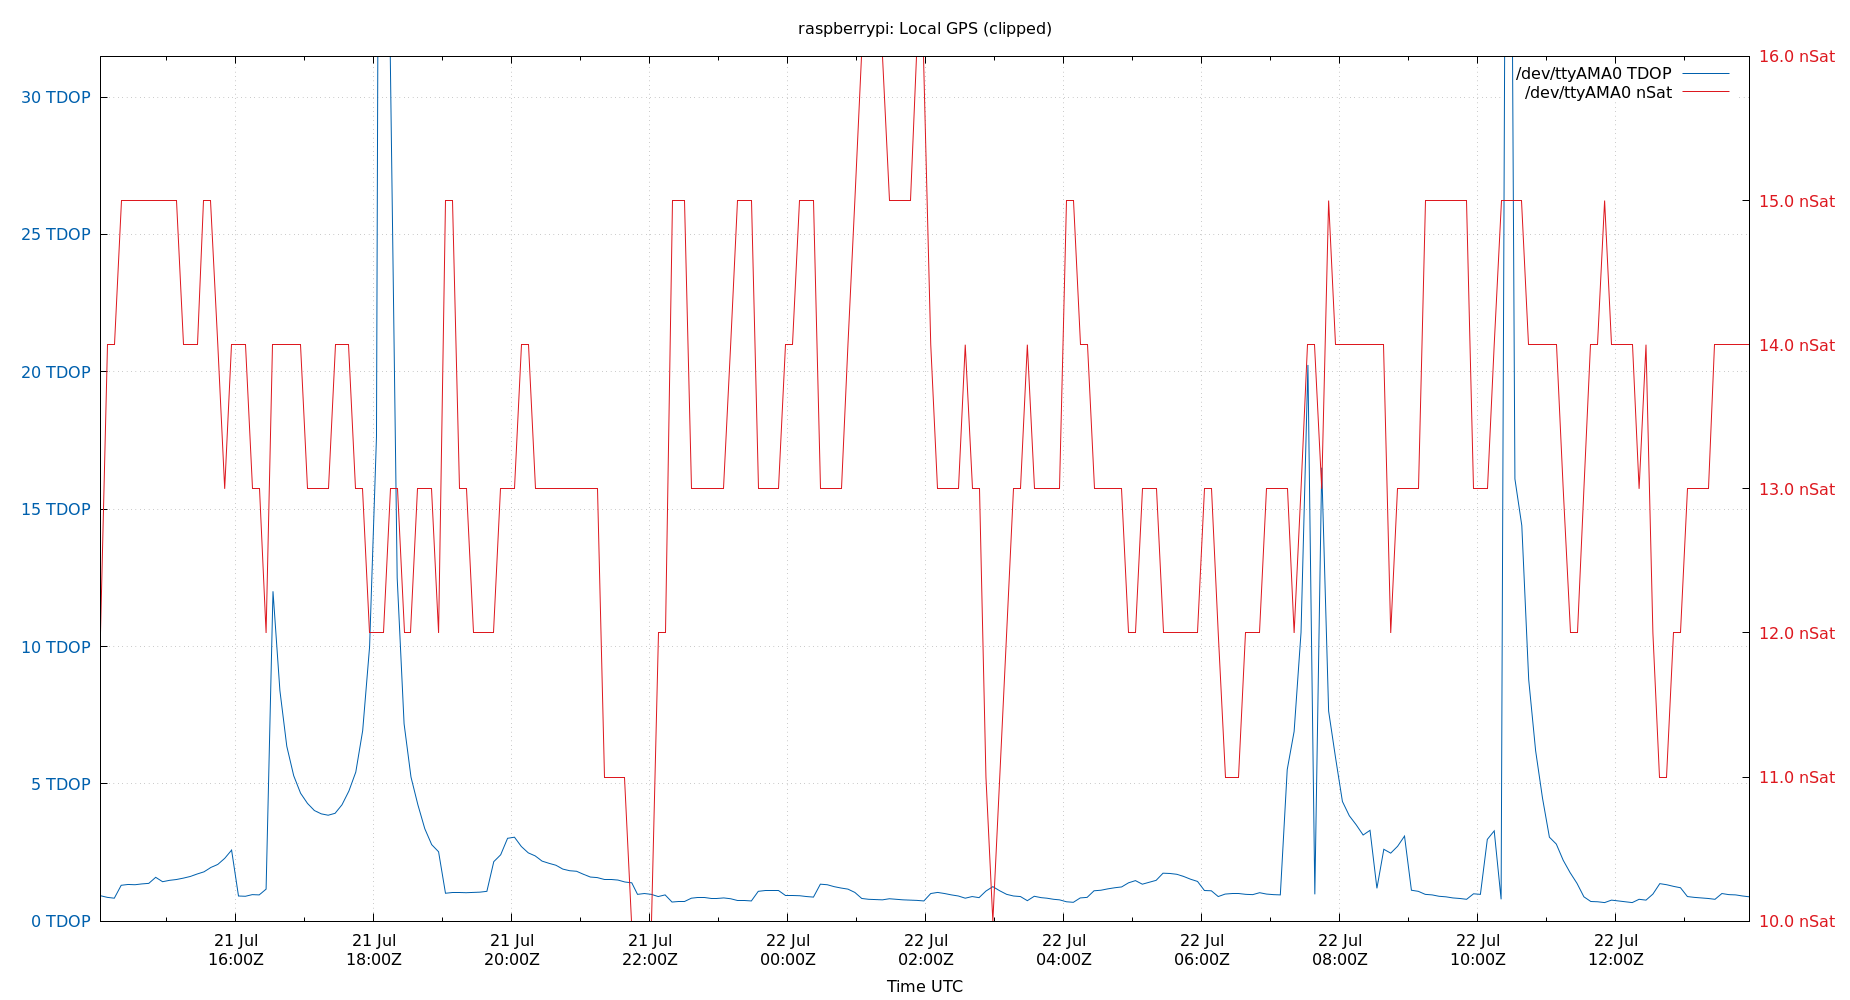 raspberrypi: Local GPS (clipped)
/dev/ttyAMA0 TDOP
/dev/ttyAMA0 nSat
30 TDOP
25 TDOP
20 TDOP
15 TDOP
10 TDOP
5 TDOP
0 TDOP
16.0 nSat
15.0 nSat
14.0 nSat
13.0 nSat
12.0 nSat
11.0 nSat
10.0 nSat
21 Jul
16:00Z
21 Jul
18:00Z
21 Jul
20:00Z
21 Jul
22:00Z
22 Jul
00:00Z
22 Jul
02:00Z
22 Jul
04:00Z
22 Jul
06:00Z
22 Jul
08:00Z
22 Jul
10:00Z
22 Jul
12:00Z
Time UTC